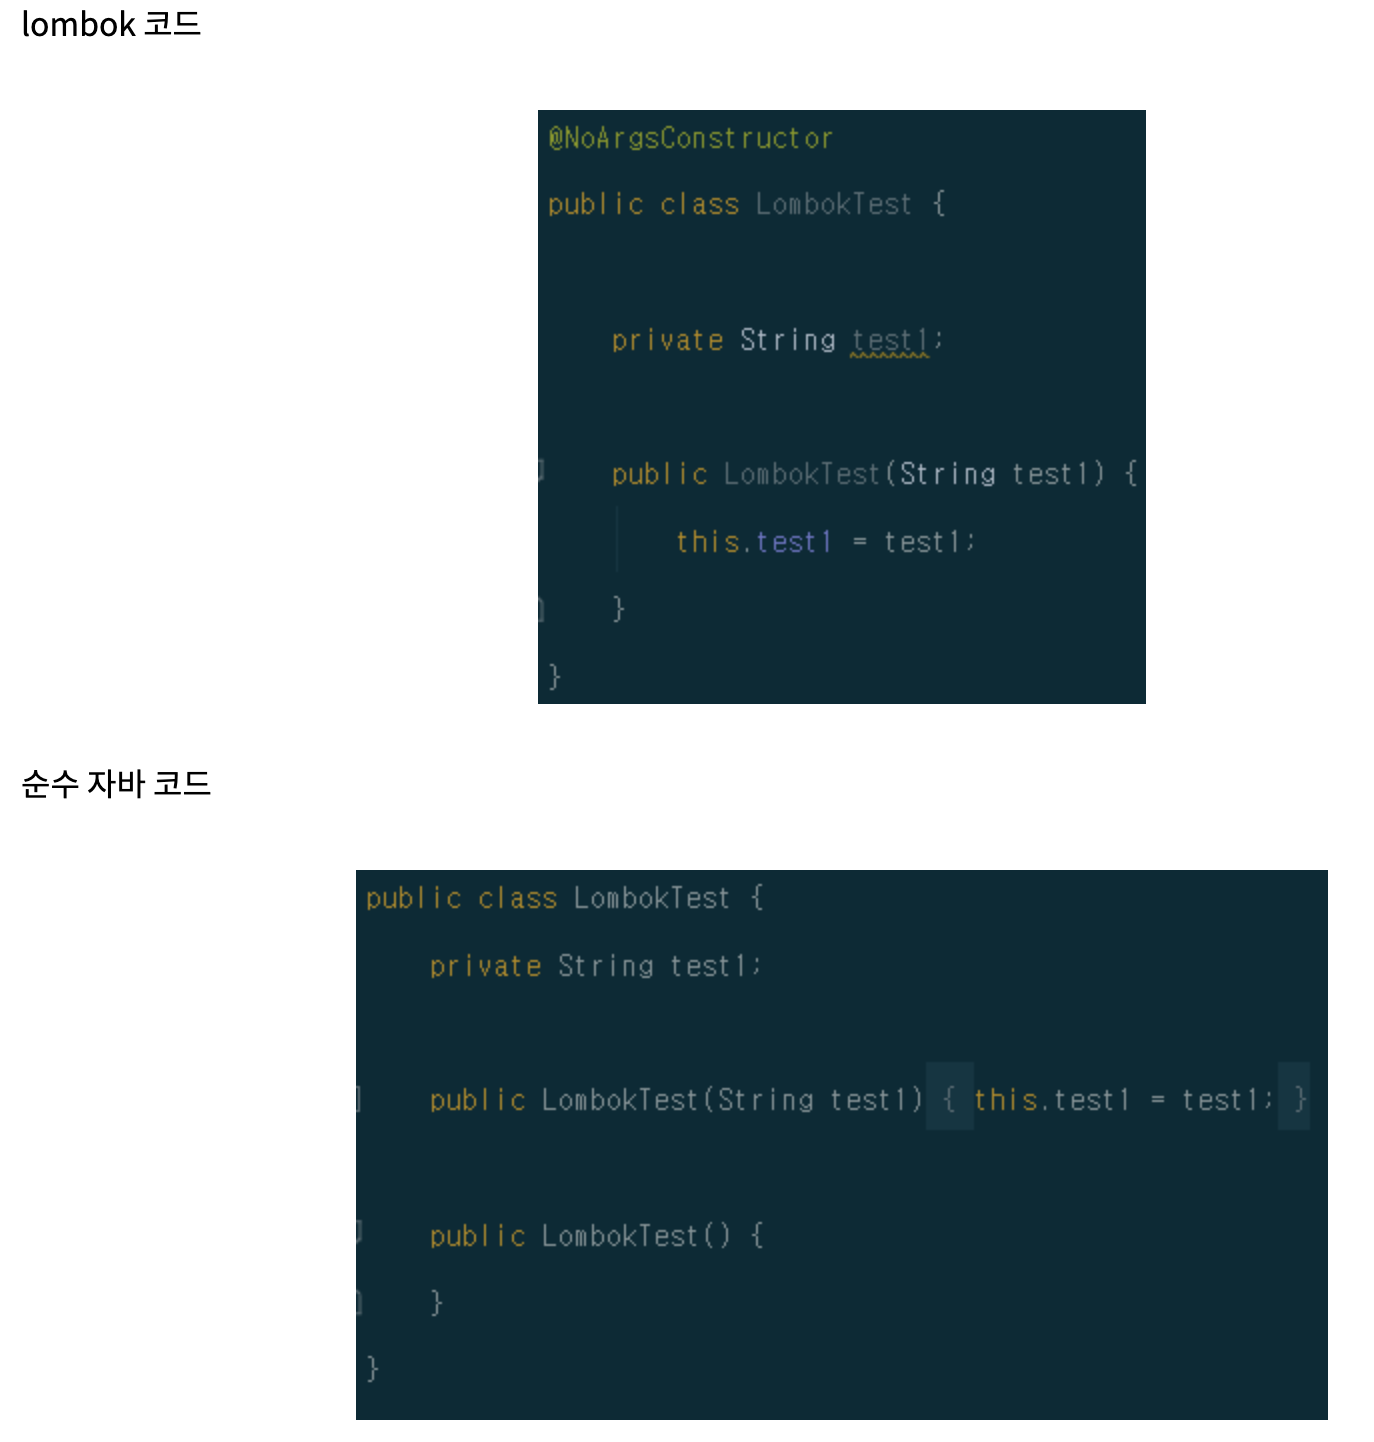 lombok 코드
@NoArgsConstructor
public class LombokTest {
private String test1;
public LombokTest(String test1) {
this.test1 = test1;
}
}
순수 자바 코드
public class LombokTest {
private String test1;
public LombokTest(String test1) { this.test1 = test1; }
public LombokTest() {
}
}